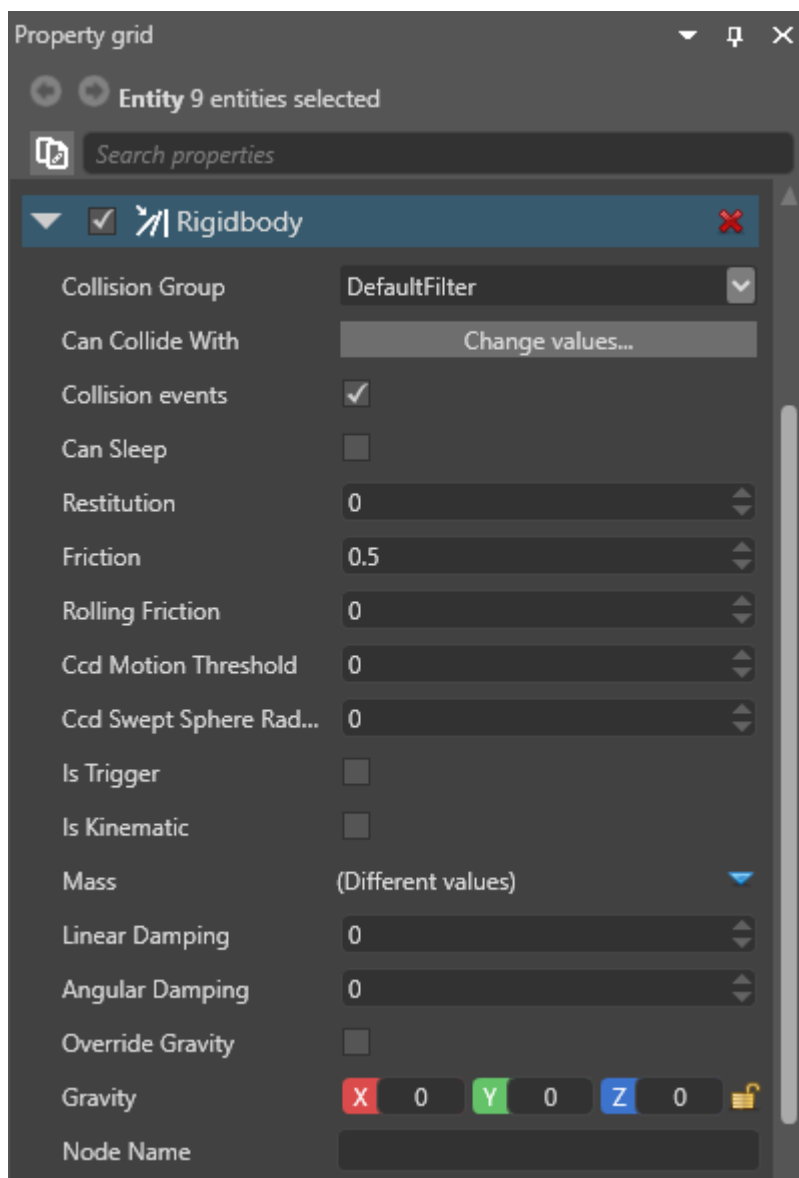 Property grid
Entity 9 entities selected
Search properties
Rigidbody
Collision Group DefaultFilter
Can Collide With Change values...
Collision events
Can Sleep
Restitution 0
Friction 0.5
Rolling Friction 0
Ccd Motion Threshold 0
Ccd Swept Sphere Rad... 0
Is Trigger
Is Kinematic
Mass (Different values)
Linear Damping 0
Angular Damping 0
Override Gravity
Gravity X 0 Y 0 Z 0
Node Name